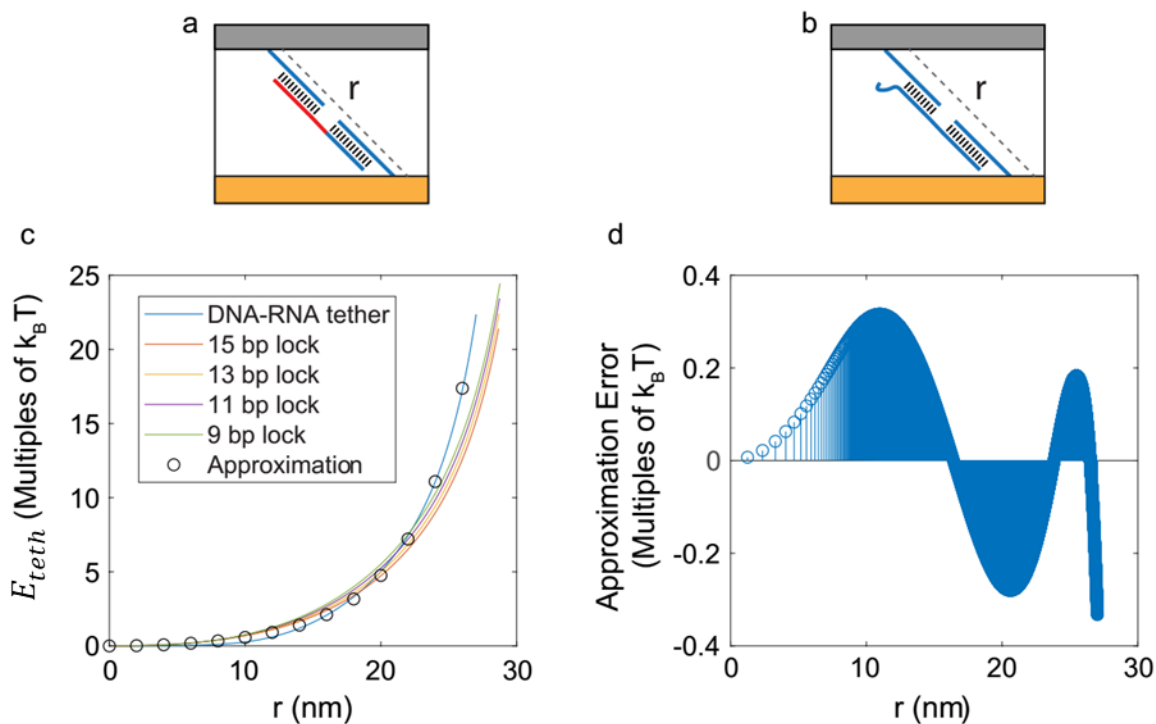 a
r
b
r
c
E_teth (Multiples of k_BT)
25
20
15
10
5
0
DNA-RNA tether
15 bp lock
13 bp lock
11 bp lock
9 bp lock
Approximation
0 10 20 30
r (nm)
d
Approximation Error
(Multiples of k_BT)
0.4
0.2
0
-0.2
-0.4
0 10 20 30
r (nm)